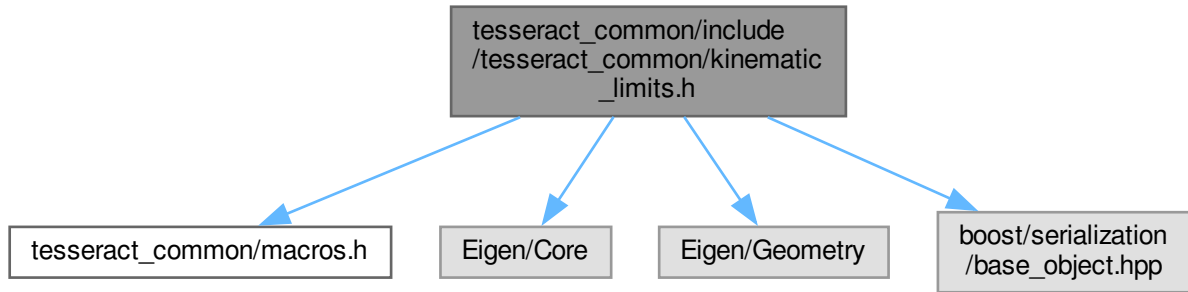 tesseract_common/include
/tesseract_common/kinematic
_limits.h
tesseract_common/macros.h
Eigen/Core
Eigen/Geometry
boost/serialization
/base_object.hpp